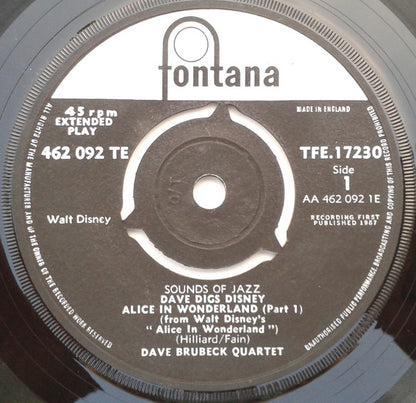 fontana
45 rpm
EXTENDED
PLAY
MADE IN ENGLAND
462 092 TE
TFE.17230
Side
1
AA 462 092 1E
Walt Disney
RECORDING FIRST
PUBLISHED 1957
O/T
SOUNDS OF JAZZ
DAVE DIGS DISNEY
ALICE IN WONDERLAND (Part 1)
(from Walt Disney's
" Alice In Wonderland ")
(Hilliard/Fain)
DAVE BRUBECK QUARTET
ALL RIGHTS OF THE MANUFACTURER AND OF THE OWNER OF THE RECORDED WORK RESERVED
UNAUTHORISED PUBLIC PERFORMANCE, BROADCASTING AND COPYING OF THIS RECORD PROHIBITED